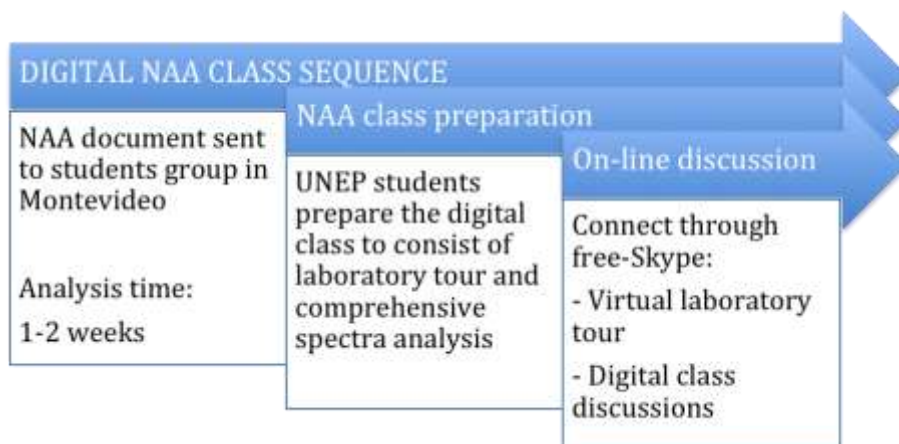 DIGITAL NAA CLASS SEQUENCE
NAA document sent
to students group in
Montevideo
Analysis time:
1-2 weeks
NAA class preparation
UNEP students
prepare the digital
class to consist of
laboratory tour and
comprehensive
spectra analysis
On-line discussion
Connect through
free-Skype:
- Virtual laboratory
tour
- Digital class
discussions